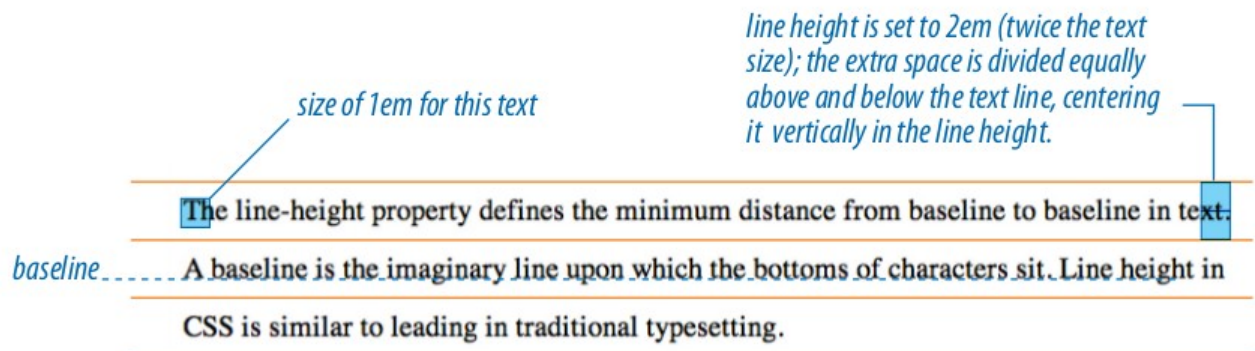 line height is set to 2em (twice the text
size); the extra space is divided equally
above and below the text line, centering
it vertically in the line height.
size of 1em for this text
The line-height property defines the minimum distance from baseline to baseline in text.
baseline
A baseline is the imaginary line upon which the bottoms of characters sit. Line height in
CSS is similar to leading in traditional typesetting.